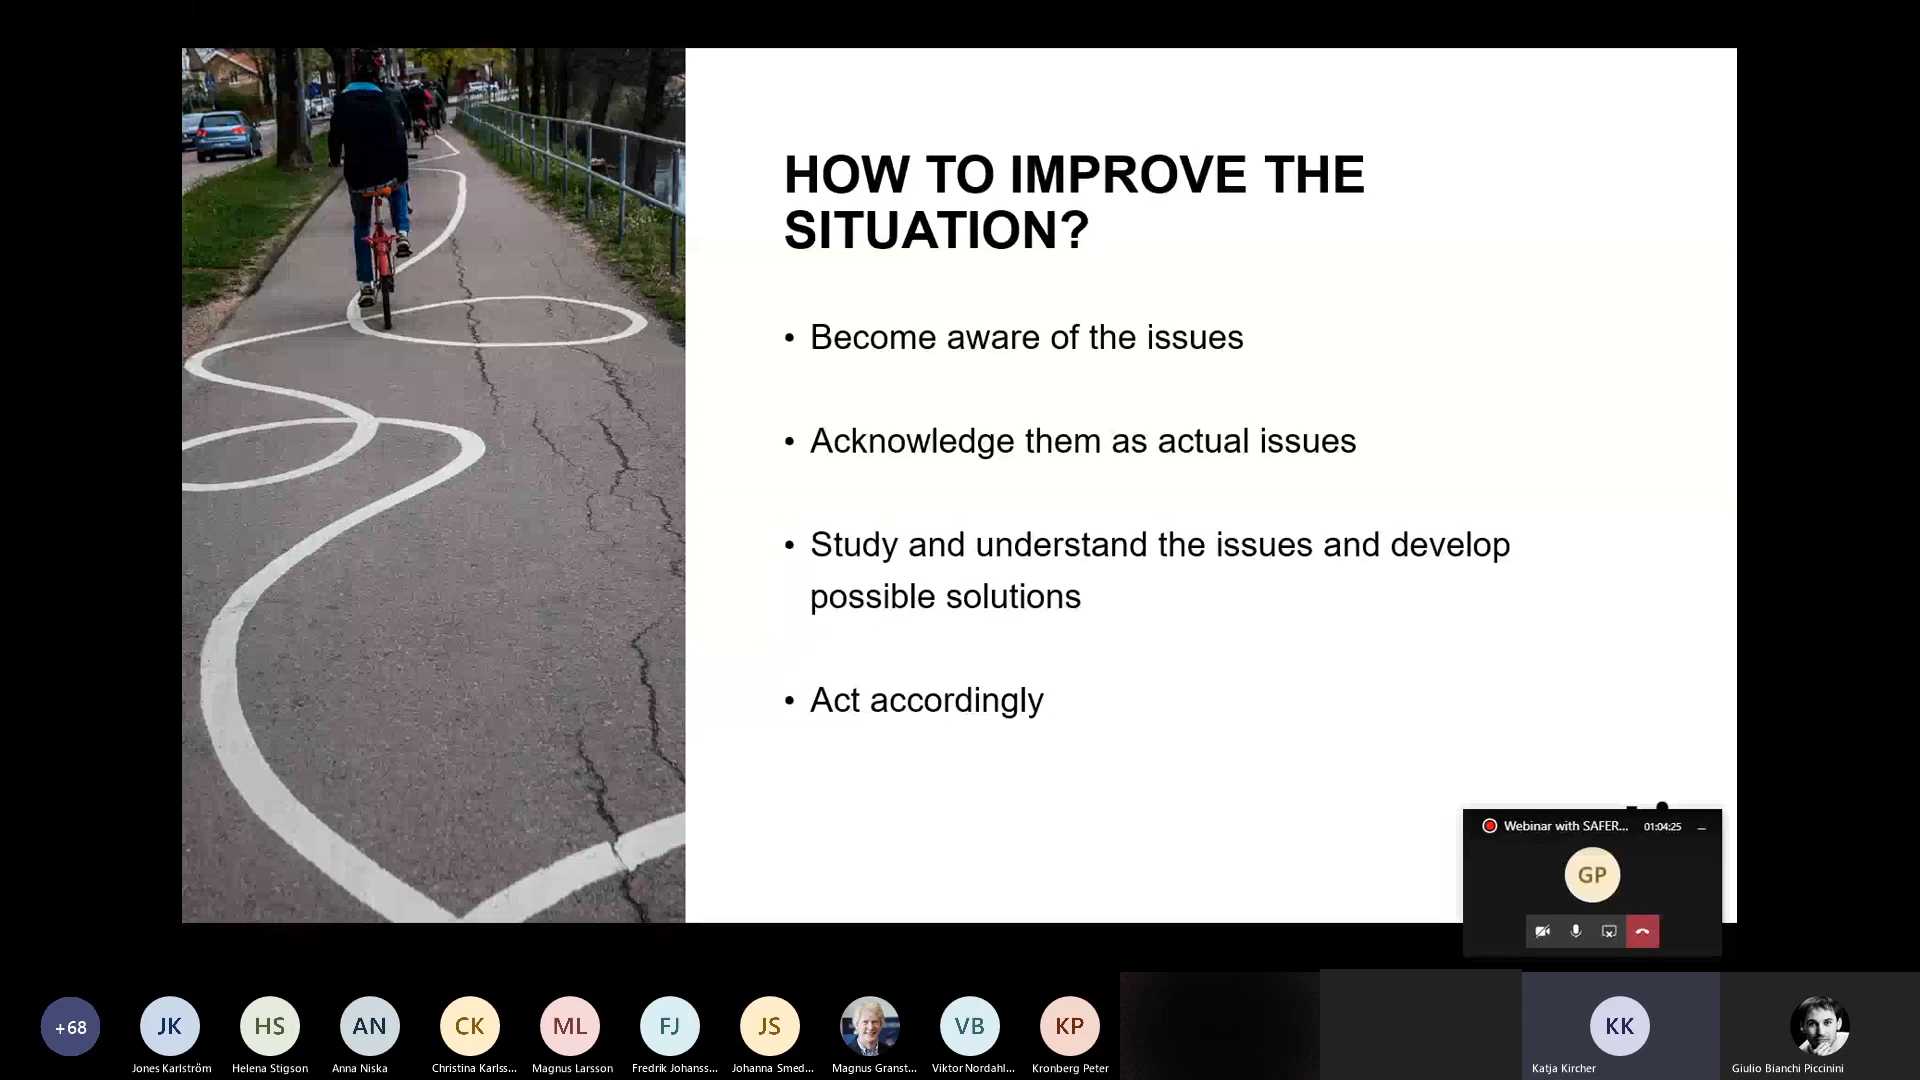 HOW TO IMPROVE THE
SITUATION?
• Become aware of the issues
• Acknowledge them as actual issues
• Study and understand the issues and develop
possible solutions
• Act accordingly
Webinar with SAFER... 01:04:25
GP
+68
JK
HS
AN
CK
ML
FJ
JS
VB
KP
KK
Jones Karlström
Helena Stigson
Anna Niska
Christina Karlss...
Magnus Larsson
Fredrik Johanss...
Johanna Smed...
Magnus Granst...
Viktor Nordahl...
Kronberg Peter
Katja Kircher
Giulio Bianchi Piccinini